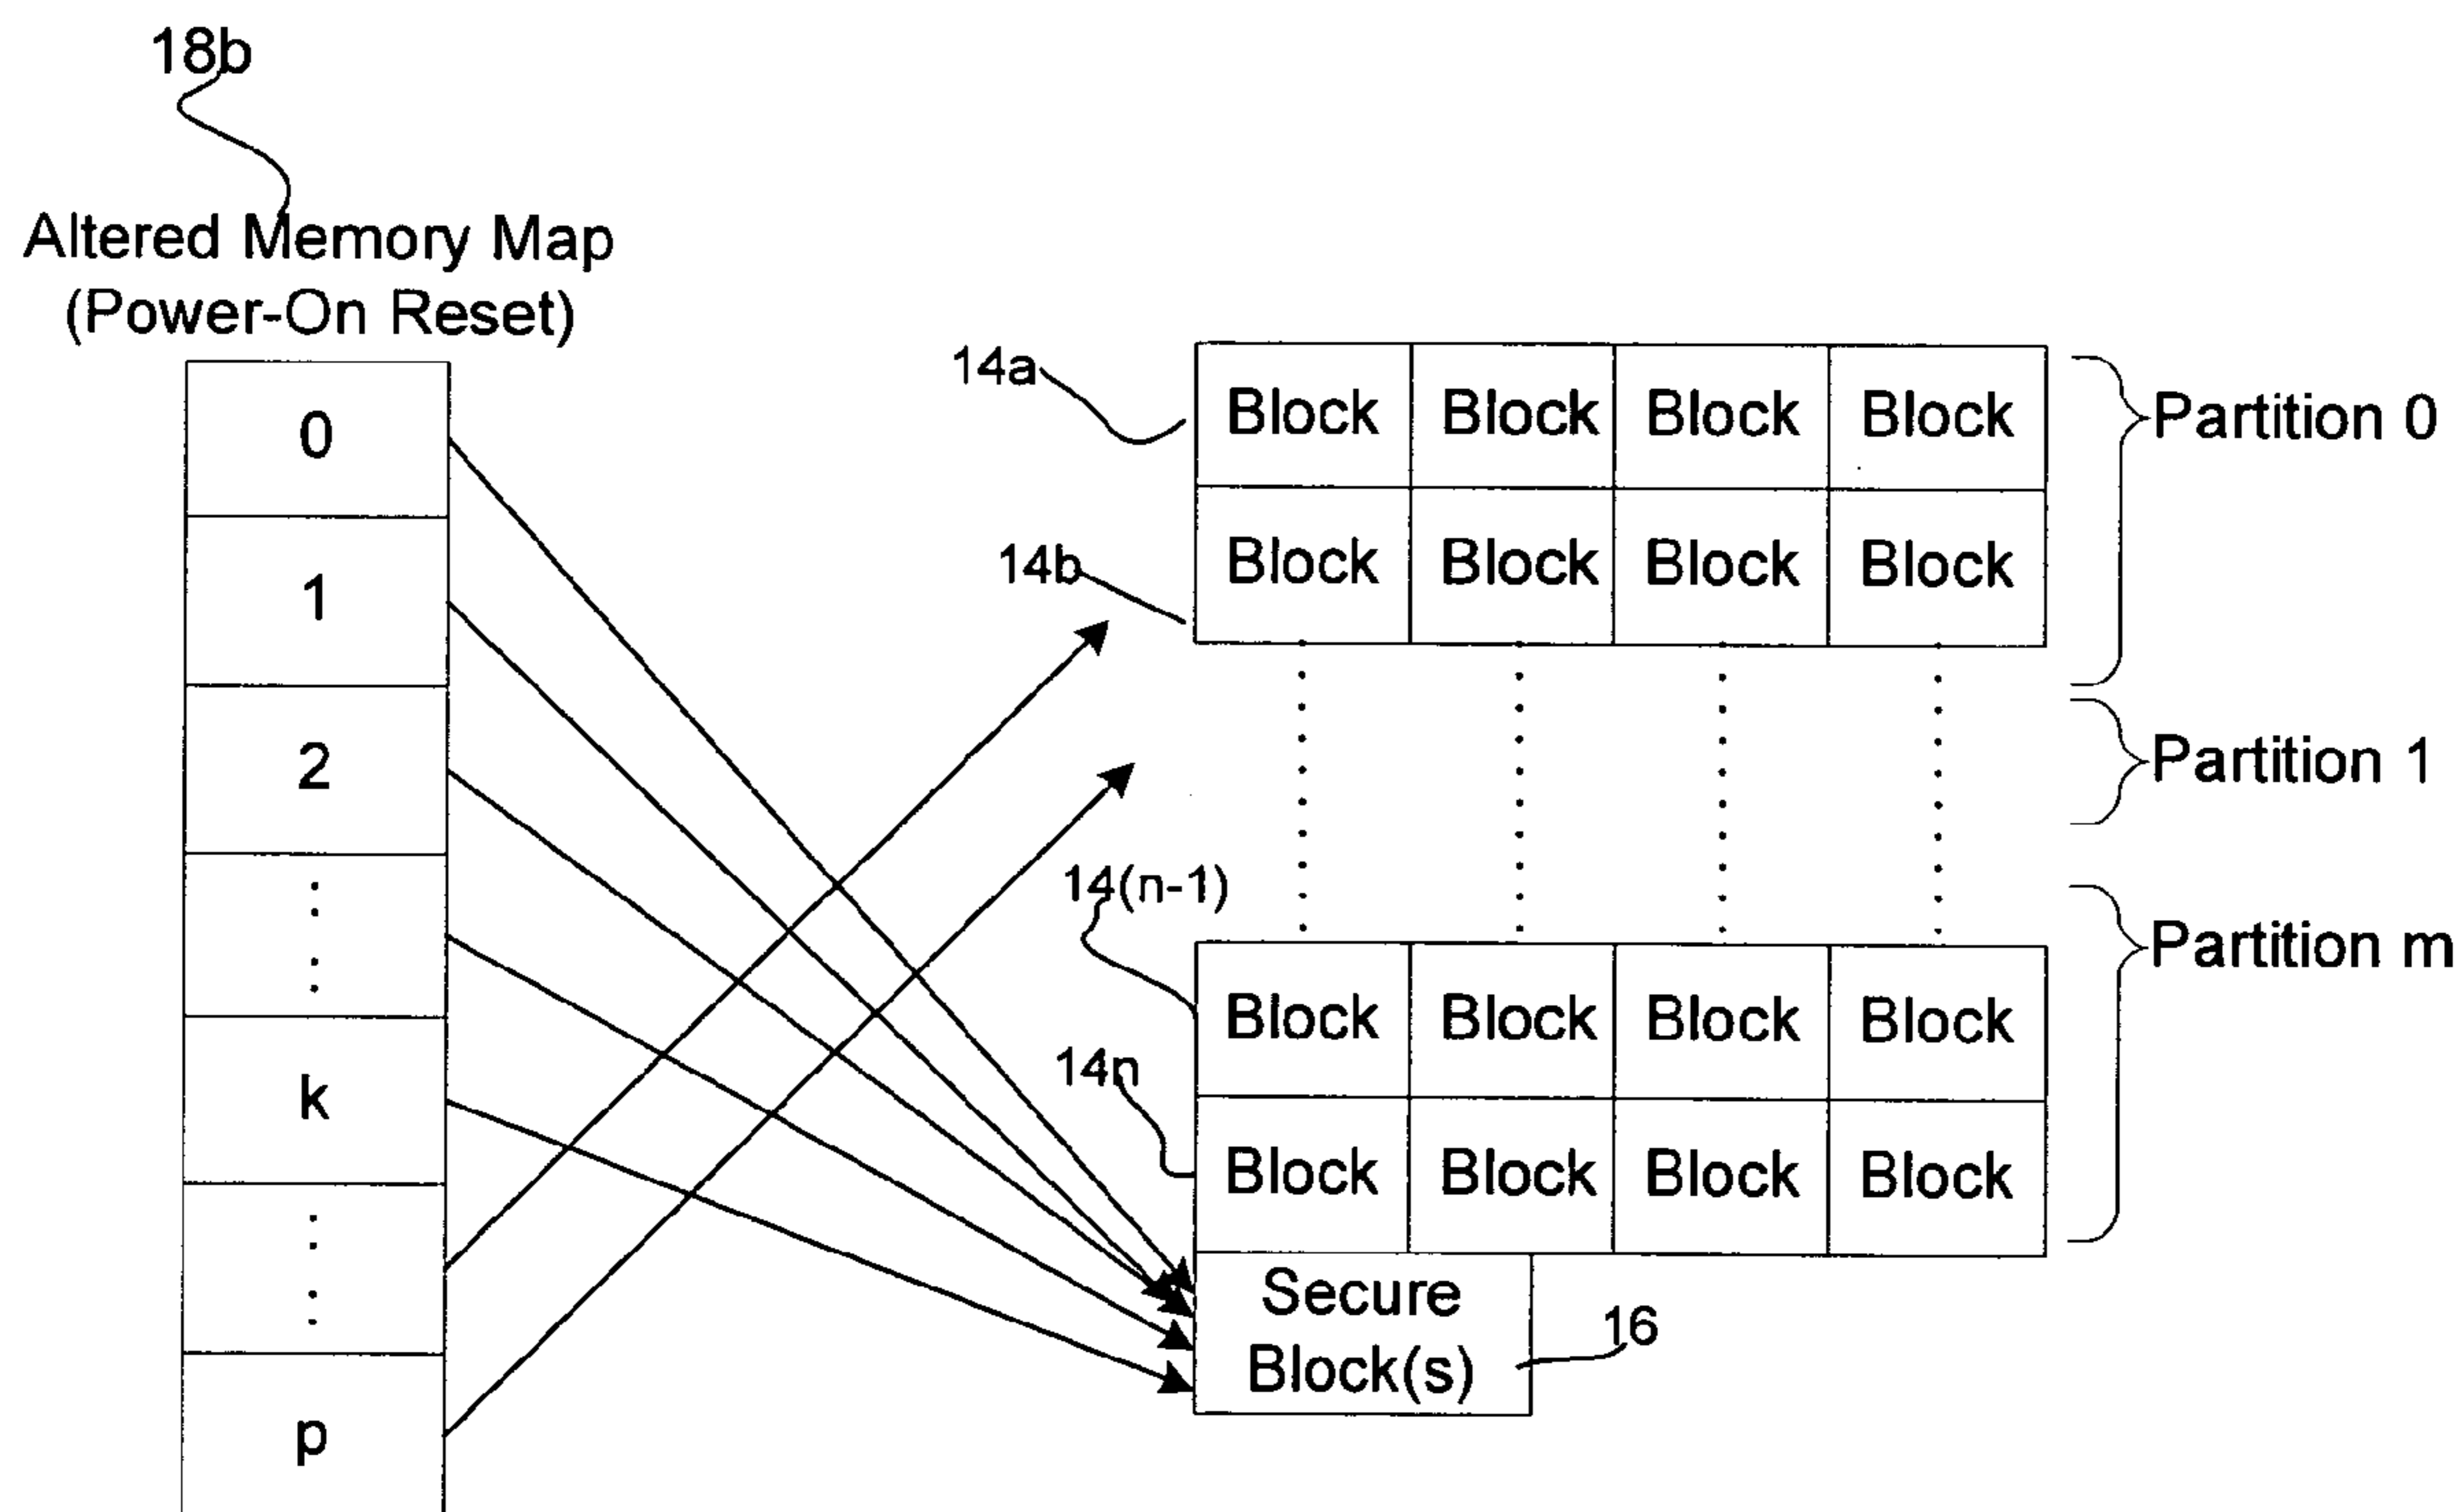 18b
Altered Memory Map
(Power-On Reset)
0
1
2
k
p
14a
Block Block Block Block
Partition 0
14b
Block Block Block Block
Partition 1
14(n-1)
Partition m
Block Block Block Block
14n
Block Block Block Block
Secure
Block(s)
16